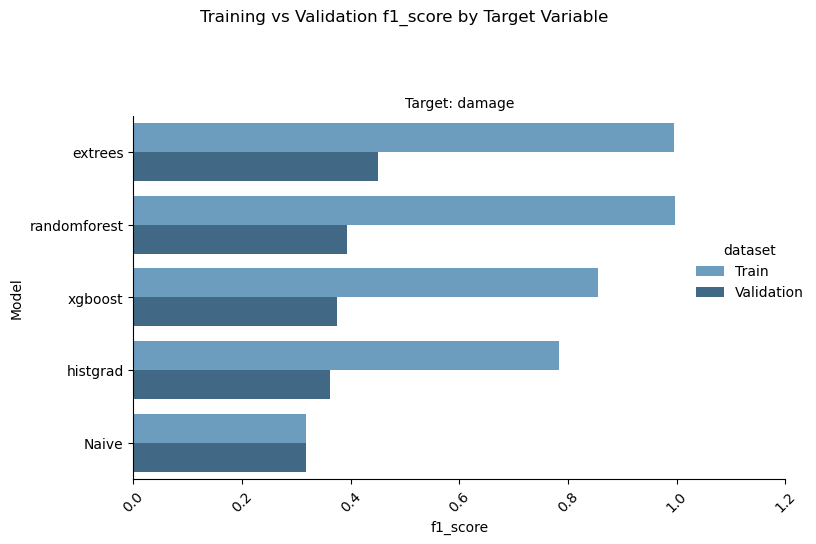 Training vs Validation f1_score by Target Variable
Target: damage
extrees
randomforest
xgboost
histgrad
Naive
Model
dataset
Train
Validation
0.0
0.2
0.4
0.6
0.8
1.0
1.2
f1_score